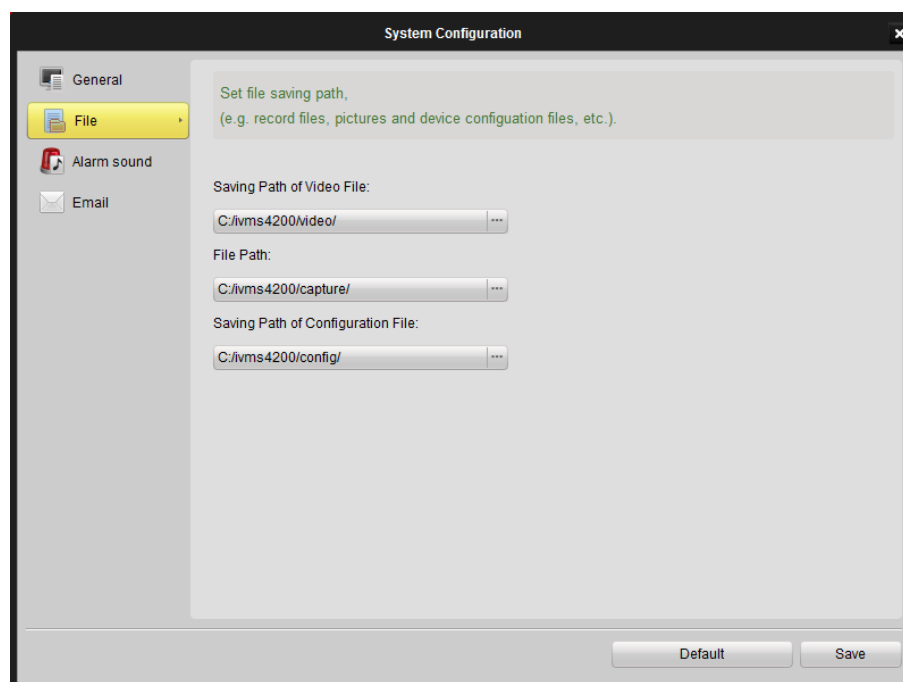 System Configuration
General
File
Alarm sound
Email
Set file saving path,
(e.g. record files, pictures and device configuation files, etc.).
Saving Path of Video File:
C:/ivms4200/video/
File Path:
C:/ivms4200/capture/
Saving Path of Configuration File:
C:/ivms4200/config/
Default
Save